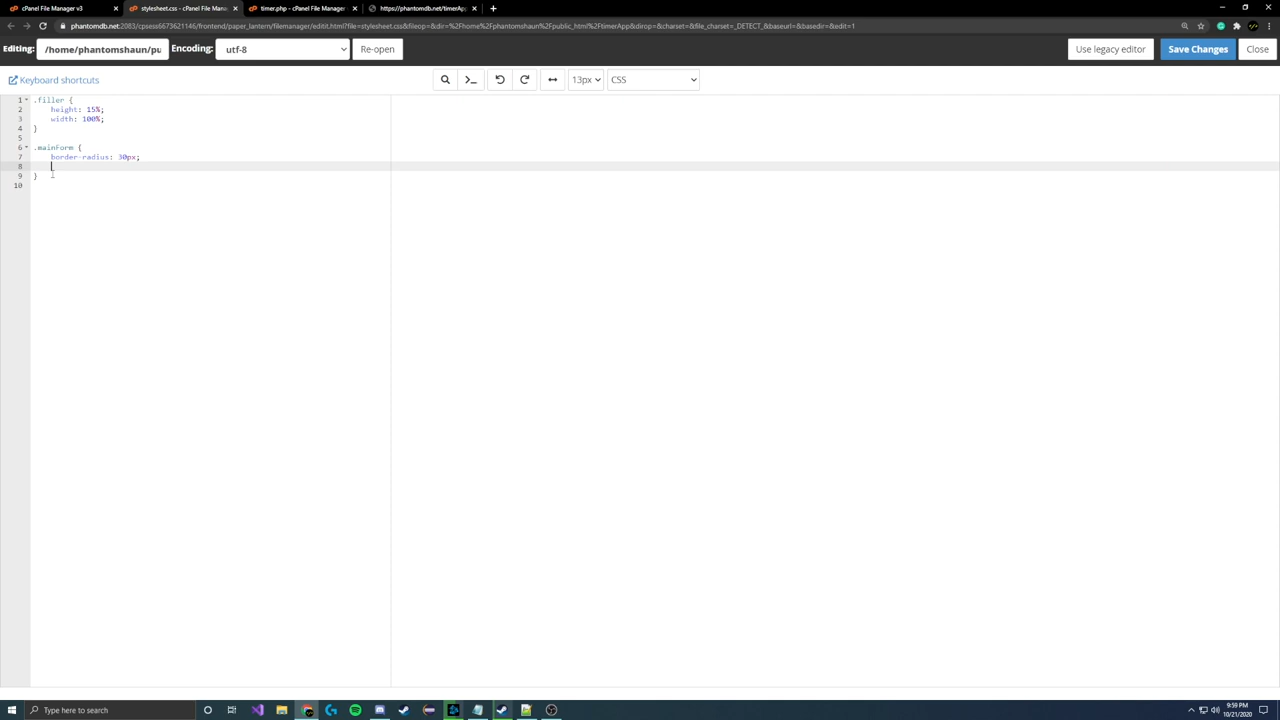 cPanel File Manager v3
stylesheet.css - cPanel File Mana
timer.php - cPanel File Manager
https://phantomdb.net/timerApp
phantomdb.net:2083/cpsess6673621146/frontend/paper_lantern/filemanager/editit.html?file=stylesheet.css&fileop=&dir=%2Fhome%2Fphantomshaun%2Fpublic_html%2FtimerApp&dirop=&charset=&file_charset=_DETECT_&baseurl=&basedir=&edit=1
Editing: /home/phantomshaun/pu Encoding: utf-8 Re-open Use legacy editor Save Changes Close
Keyboard shortcuts 13px CSS
1 .filler {
2 height: 15%;
3 width: 100%;
4 }
5
6 .mainForm {
7 border-radius: 30px;
8
9 }
10
Type here to search
9:59 PM
10/21/2020